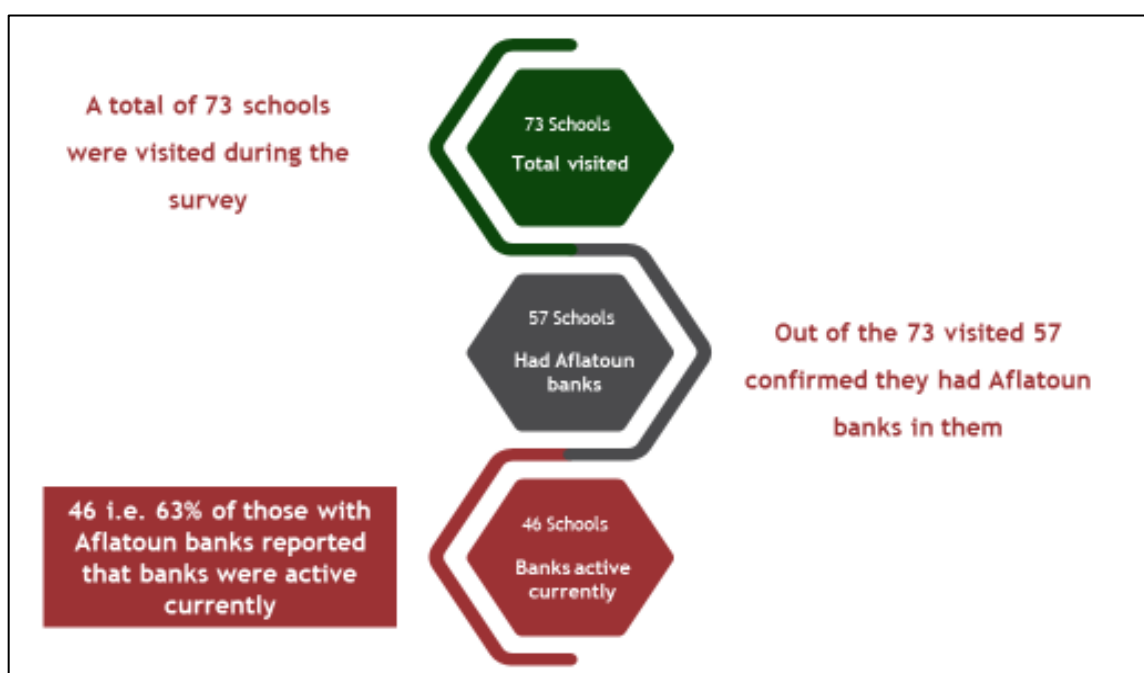 A total of 73 schools
were visited during the
survey
73 Schools
Total visited
57 Schools
Had Aflatoun
banks
Out of the 73 visited 57
confirmed they had Aflatoun
banks in them
46 i.e. 63% of those with
Aflatoun banks reported
that banks were active
currently
46 Schools
Banks active
currently